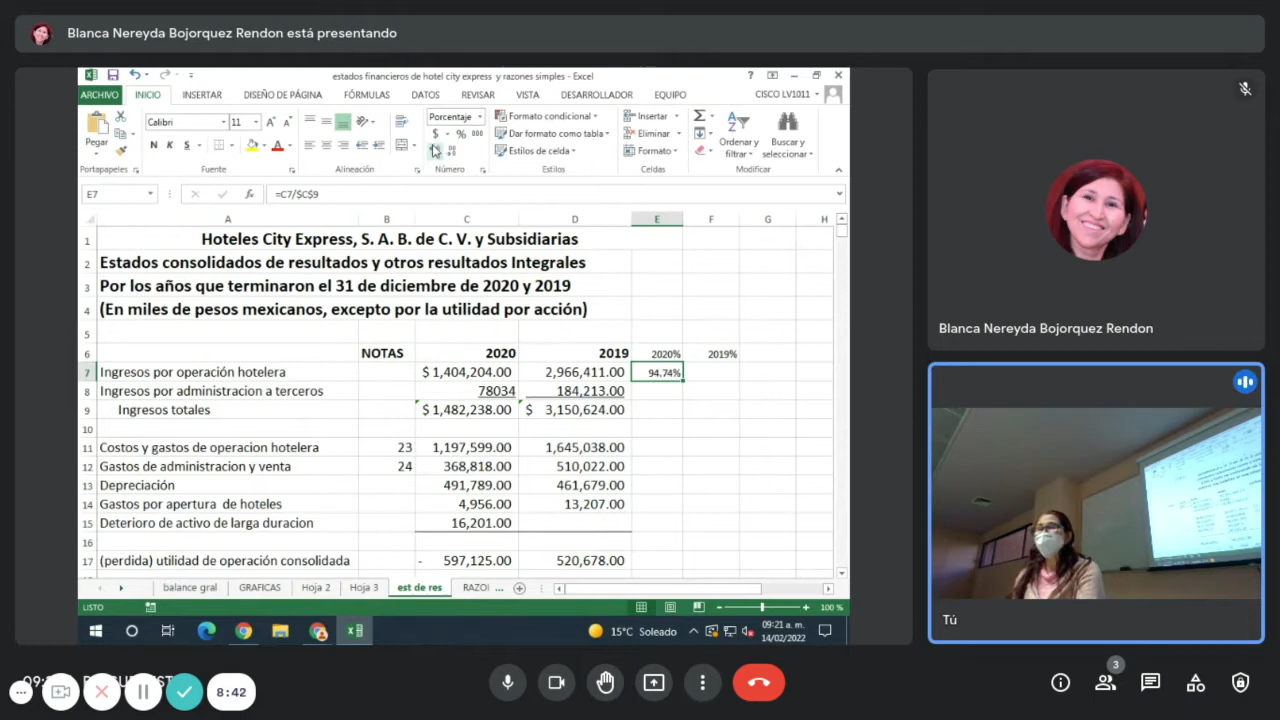 Blanca Nereyda Bojorquez Rendon está presentando
estados financieros de hotel city express y razones simples - Excel
ARCHIVO INICIO INSERTAR DISEÑO DE PÁGINA FÓRMULAS DATOS REVISAR VISTA DESARROLLADOR EQUIPO CISCO LV1011
Pegar
Calibri 11
N K S
Porcentaje
$ % 000
Formato condicional
Dar formato como tabla
Estilos de celda
Insertar
Eliminar
Formato
Ordenar y filtrar
Buscar y seleccionar
Portapapeles Fuente Alineación Número Estilos Celdas Modificar
E7 fx =C7/$C$9
A B C D E F G H
1 Hoteles City Express, S. A. B. de C. V. y Subsidiarias
2 Estados consolidados de resultados y otros resultados Integrales
3 Por los años que terminaron el 31 de diciembre de 2020 y 2019
4 (En miles de pesos mexicanos, excepto por la utilidad por acción)
5
6 NOTAS 2020 2019 2020% 2019%
7 Ingresos por operación hotelera $ 1,404,204.00 2,966,411.00 94.74%
8 Ingresos por administracion a terceros 78034 184,213.00
9 Ingresos totales $ 1,482,238.00 $ 3,150,624.00
10
11 Costos y gastos de operacion hotelera 23 1,197,599.00 1,645,038.00
12 Gastos de administracion y venta 24 368,818.00 510,022.00
13 Depreciación 491,789.00 461,679.00
14 Gastos por apertura de hoteles 4,956.00 13,207.00
15 Deterioro de activo de larga duracion 16,201.00
16
17 (perdida) utilidad de operación consolidada - 597,125.00 520,678.00
balance gral GRAFICAS Hoja 2 Hoja 3 est de res RAZOI ...
LISTO 100 %
15°C Soleado 09:21 a. m.
14/02/2022
Blanca Nereyda Bojorquez Rendon
Tú
8:42
3